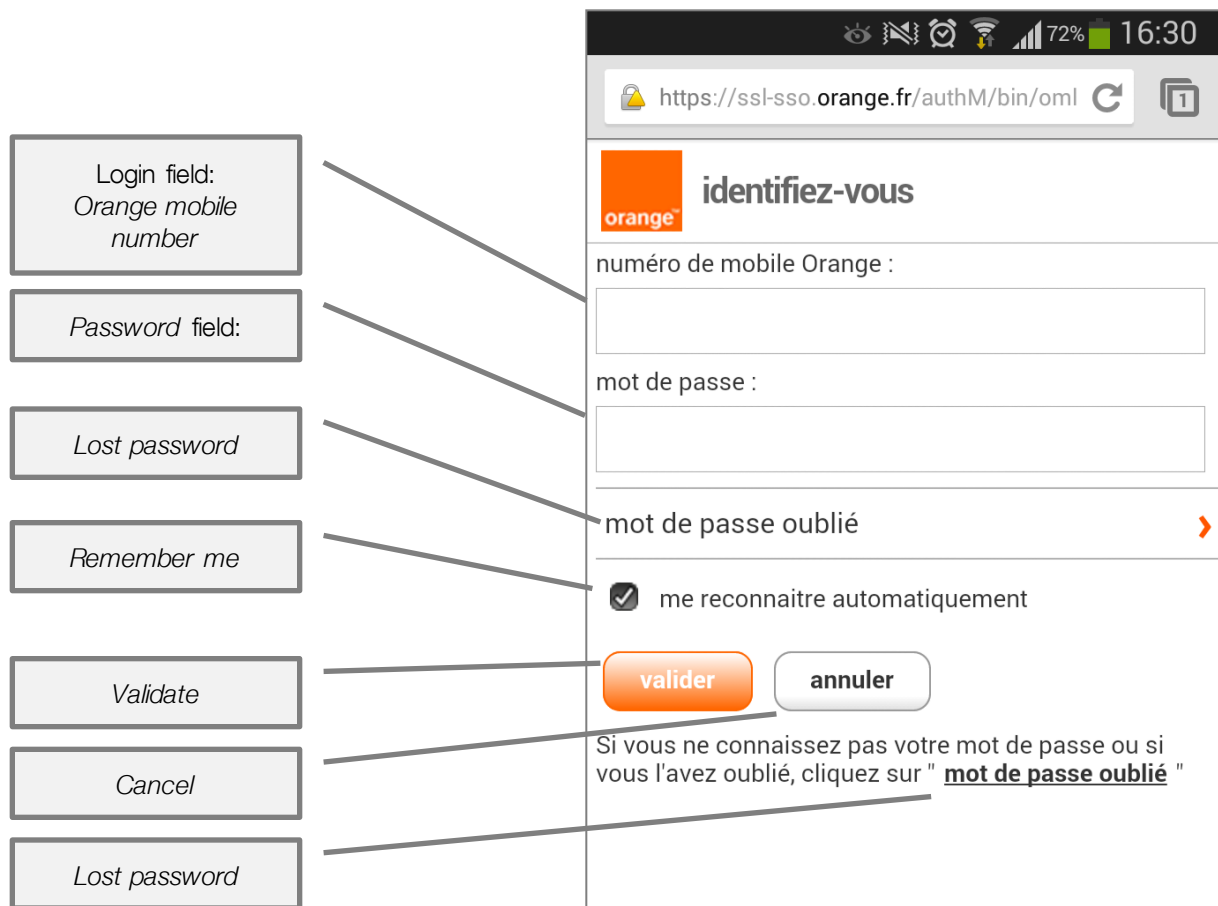 72% 16:30
https://ssl-sso.orange.fr/authM/bin/oml
1
orange™
identifiez-vous
Login field:
Orange mobile
number
numéro de mobile Orange :
Password field:
mot de passe :
Lost password
mot de passe oublié
Remember me
me reconnaitre automatiquement
Validate
valider
annuler
Cancel
Si vous ne connaissez pas votre mot de passe ou si
vous l'avez oublié, cliquez sur " mot de passe oublié "
Lost password